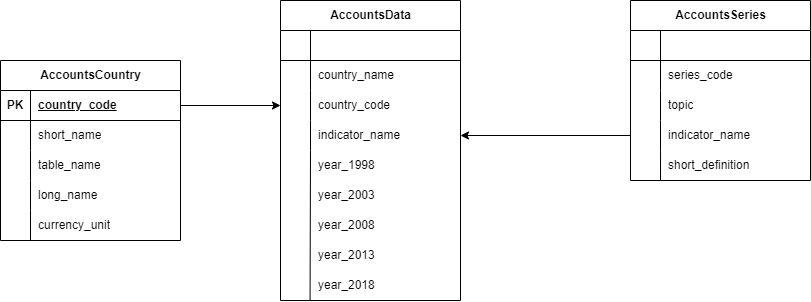 AccountsCountry
PK country_code
short_name
table_name
long_name
currency_unit
AccountsData
country_name
country_code
indicator_name
year_1998
year_2003
year_2008
year_2013
year_2018
AccountsSeries
series_code
topic
indicator_name
short_definition